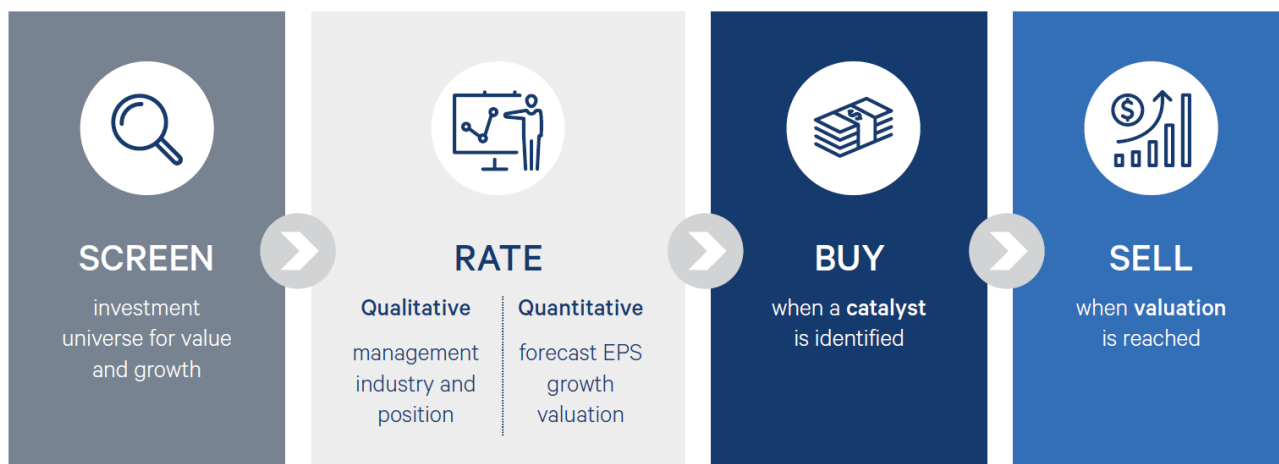 SCREEN
investment
universe for value
and growth
RATE
Qualitative
management
industry and
position
Quantitative
forecast EPS
growth
valuation
$
BUY
when a catalyst
is identified
$
SELL
when valuation
is reached